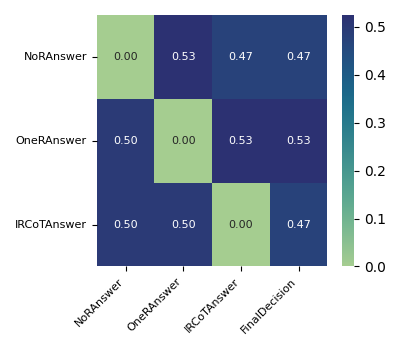 NoRAnswer 0.00 0.53 0.47 0.47
OneRAnswer 0.50 0.00 0.53 0.53
IRCoTAnswer 0.50 0.50 0.00 0.47
NoRAnswer OneRAnswer IRCoTAnswer FinalDecision
0.5
0.4
0.3
0.2
0.1
0.0